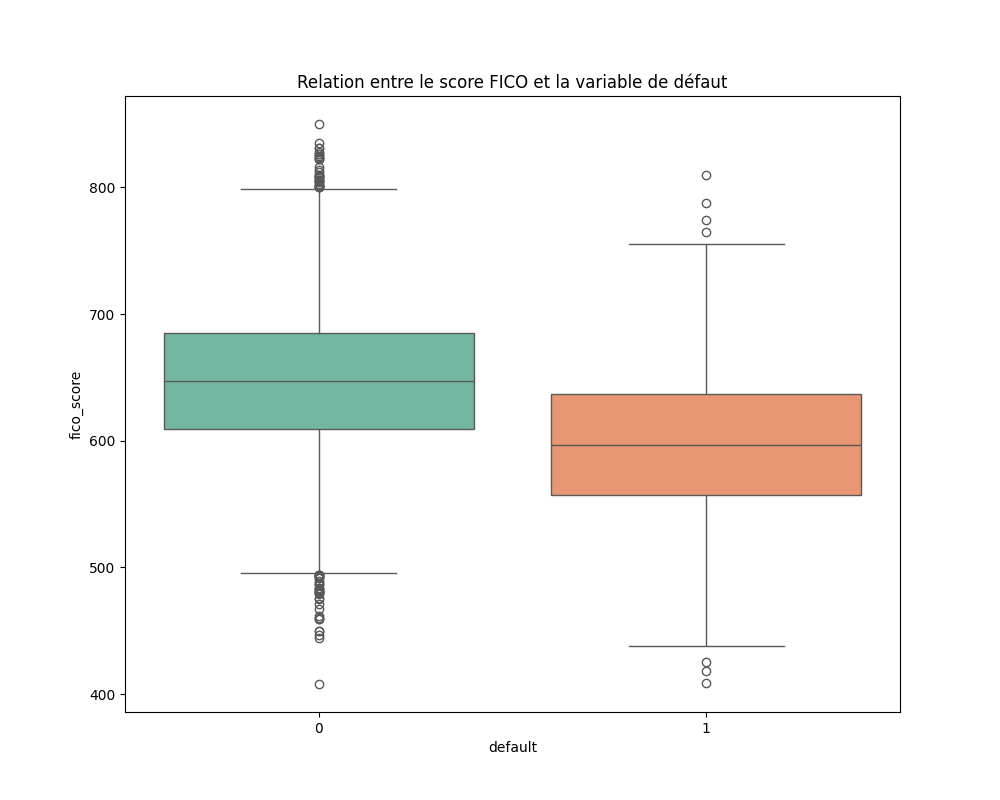 Relation entre le score FICO et la variable de défaut
800
700
600
500
400
fico_score
0
1
default